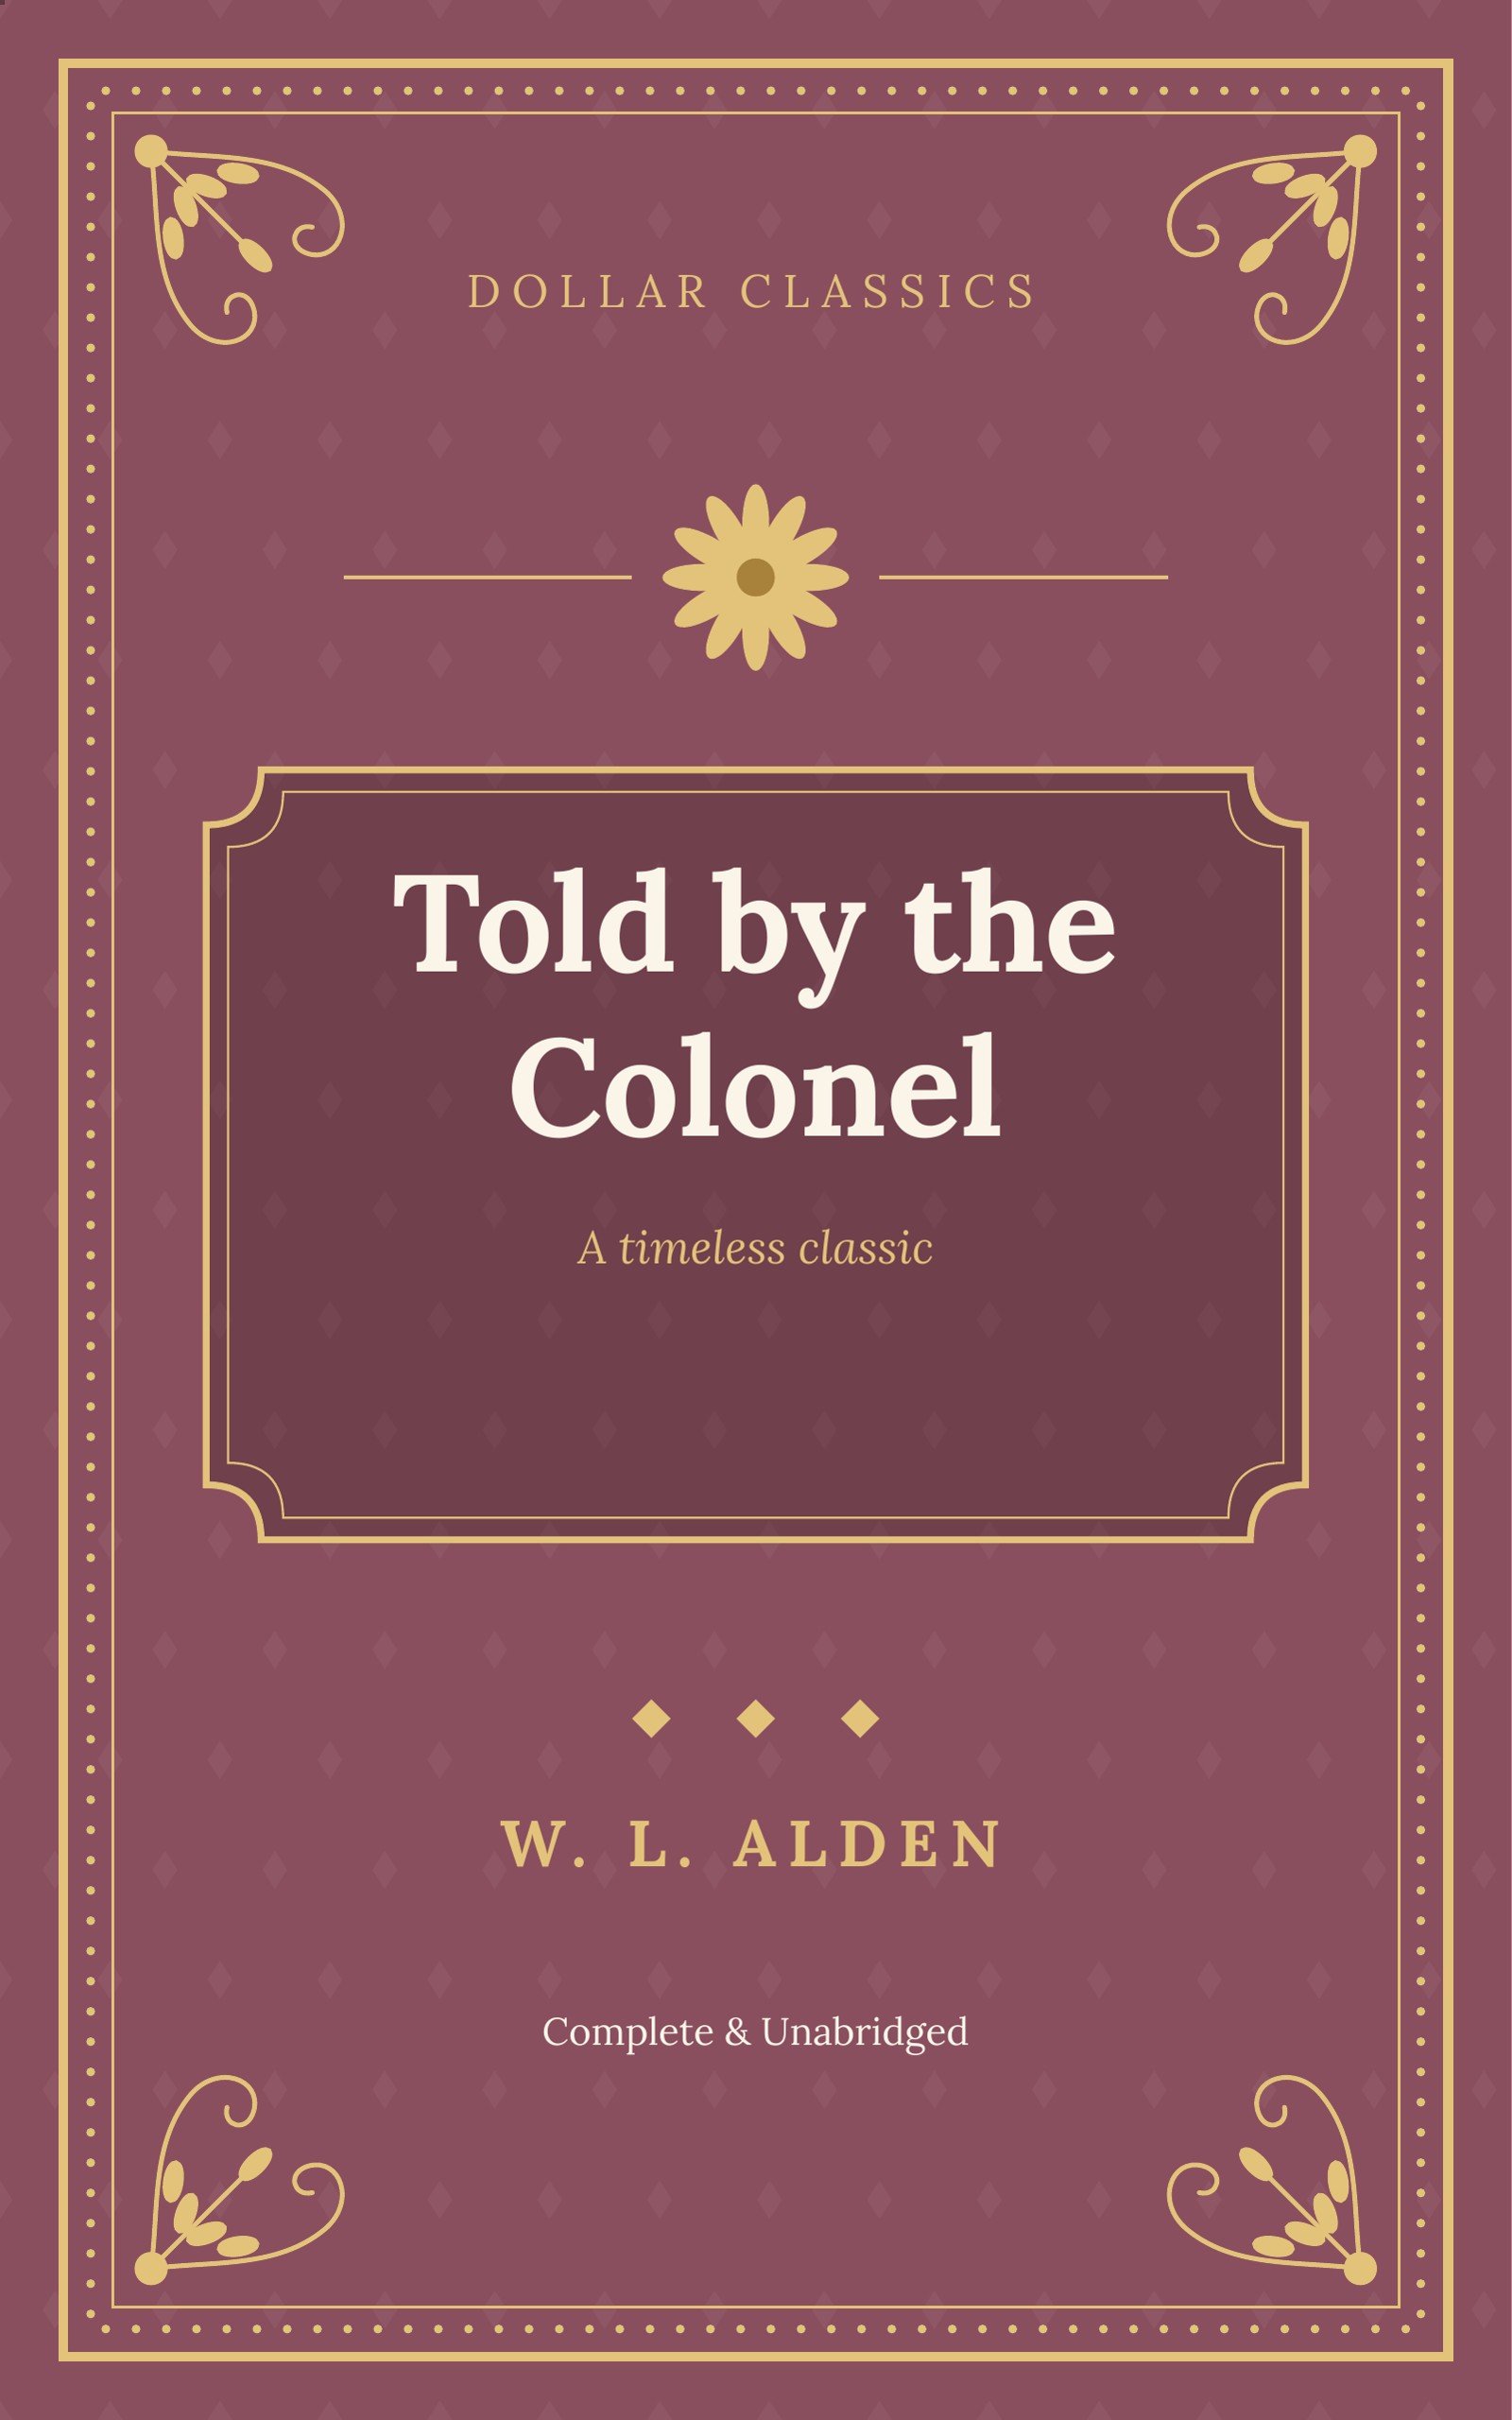 DOLLAR CLASSICS
Told by the
Colonel
A timeless classic
W. L. ALDEN
Complete & Unabridged